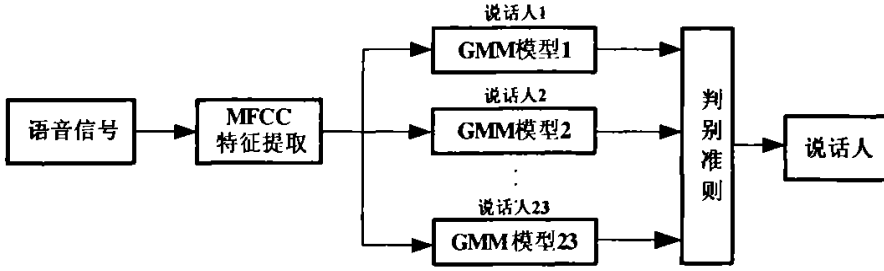 语音信号
MFCC
特征提取
说话人1
GMM模型1
说话人2
GMM模型2
说话人23
GMM模型23
判
别
准
则
说话人